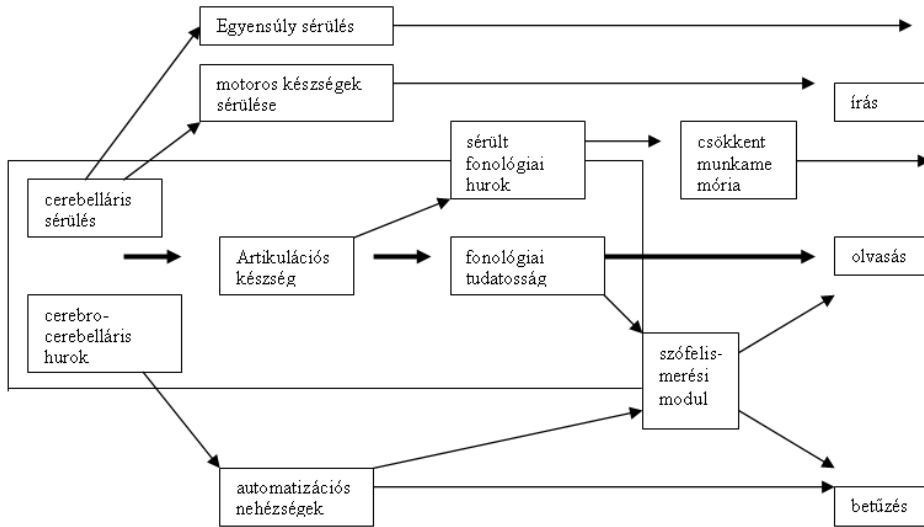 Egyensúly sérülés
motoros készségek
sérülése
írás
sérült
fonológiai
hurok
csökkent
munkame
mória
cerebelláris
sérülés
Artikulációs
készség
fonológiai
tudatosság
olvasás
cerebro-
cerebelláris
hurok
szófelis-
merési
modul
automatizációs
nehézségek
betűzés